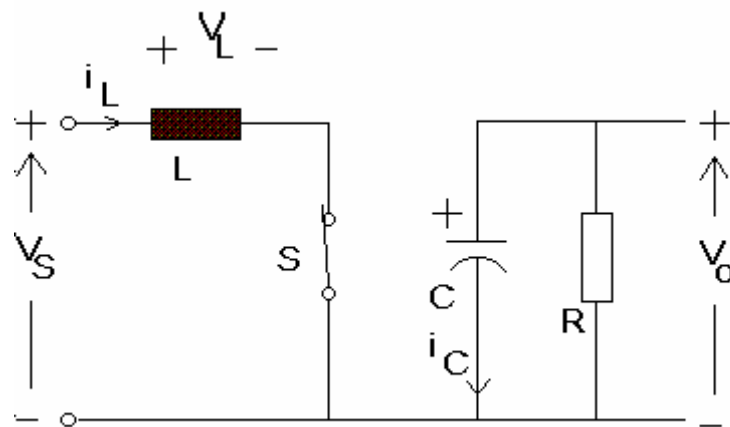 + V_L -
i_L
+ +
L
+
V_S S C V_o
R
i_C
- -